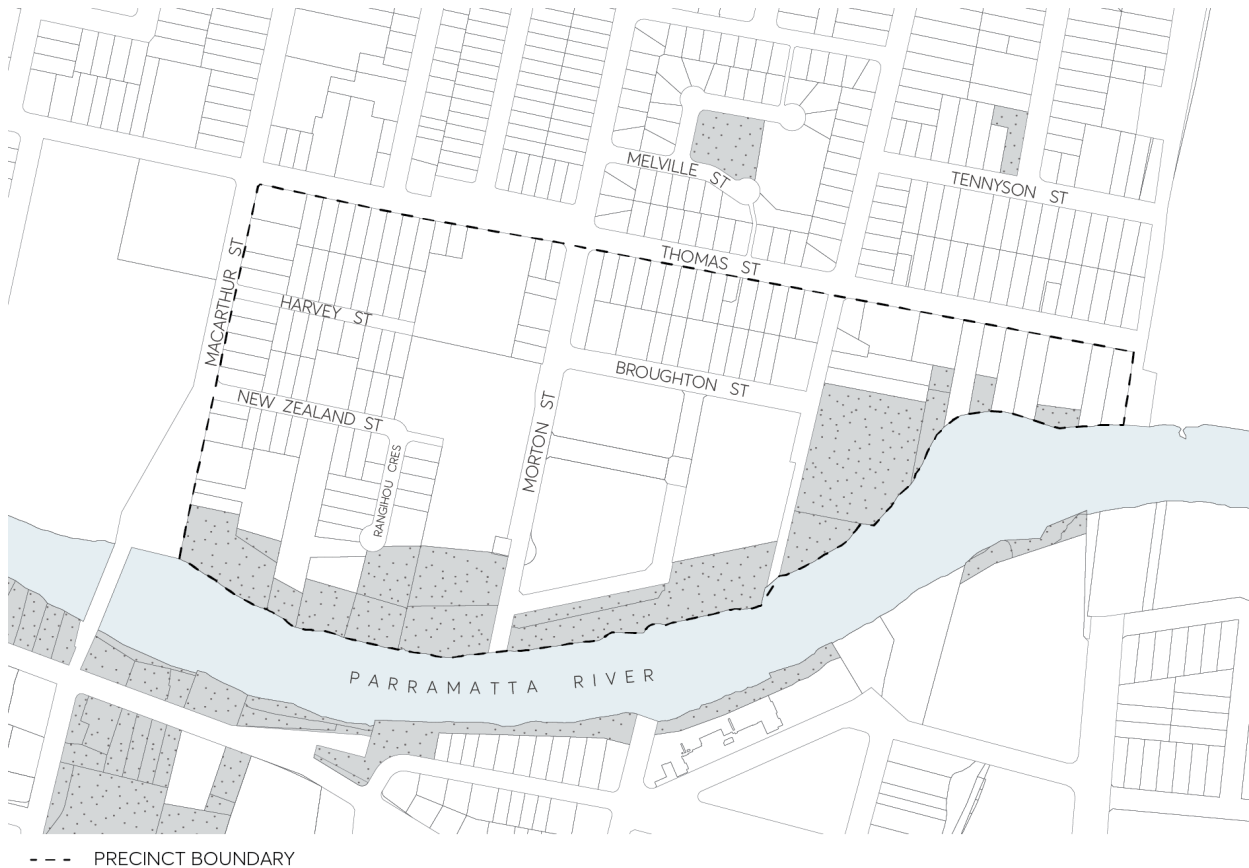 MELVILLE ST
TENNYSON ST
THOMAS ST
MACARTHUR ST
HARVEY ST
BROUGHTON ST
NEW ZEALAND ST
MORTON ST
RANGIHOU CRES
PARRAMATTA RIVER
PRECINCT BOUNDARY